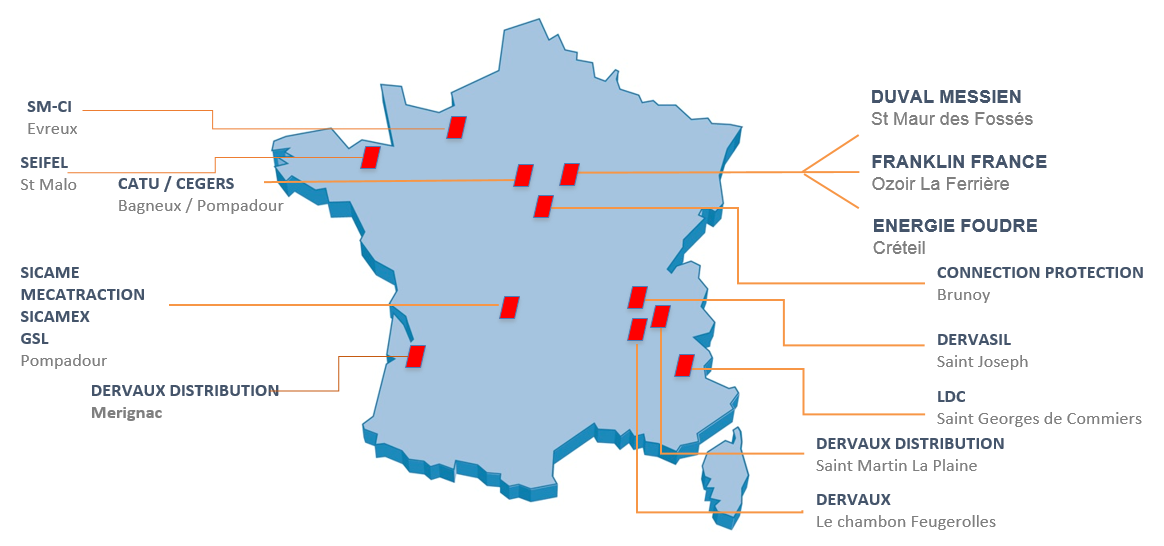 SM-CI
Evreux
SEIFEL
St Malo
CATU / CEGERS
Bagneux / Pompadour
SICAME
MECATRACTION
SICAMEX
GSL
Pompadour
DERVAUX DISTRIBUTION
Merignac
DUVAL MESSIEN
St Maur des Fossés
FRANKLIN FRANCE
Ozoir La Ferrière
ENERGIE FOUDRE
Créteil
CONNECTION PROTECTION
Brunoy
DERVASIL
Saint Joseph
LDC
Saint Georges de Commiers
DERVAUX DISTRIBUTION
Saint Martin La Plaine
DERVAUX
Le chambon Feugerolles